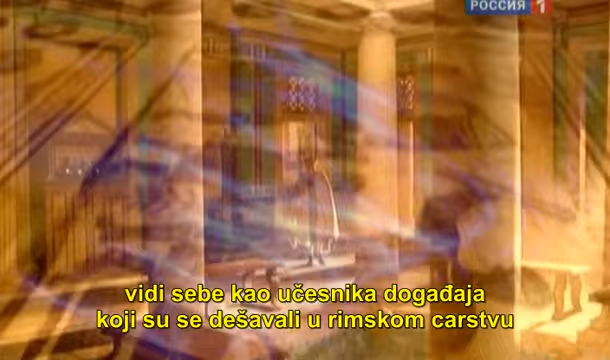 РОССИЯ 1
vidi sebe kao učesnika događaja
koji su se dešavali u rimskom carstvu